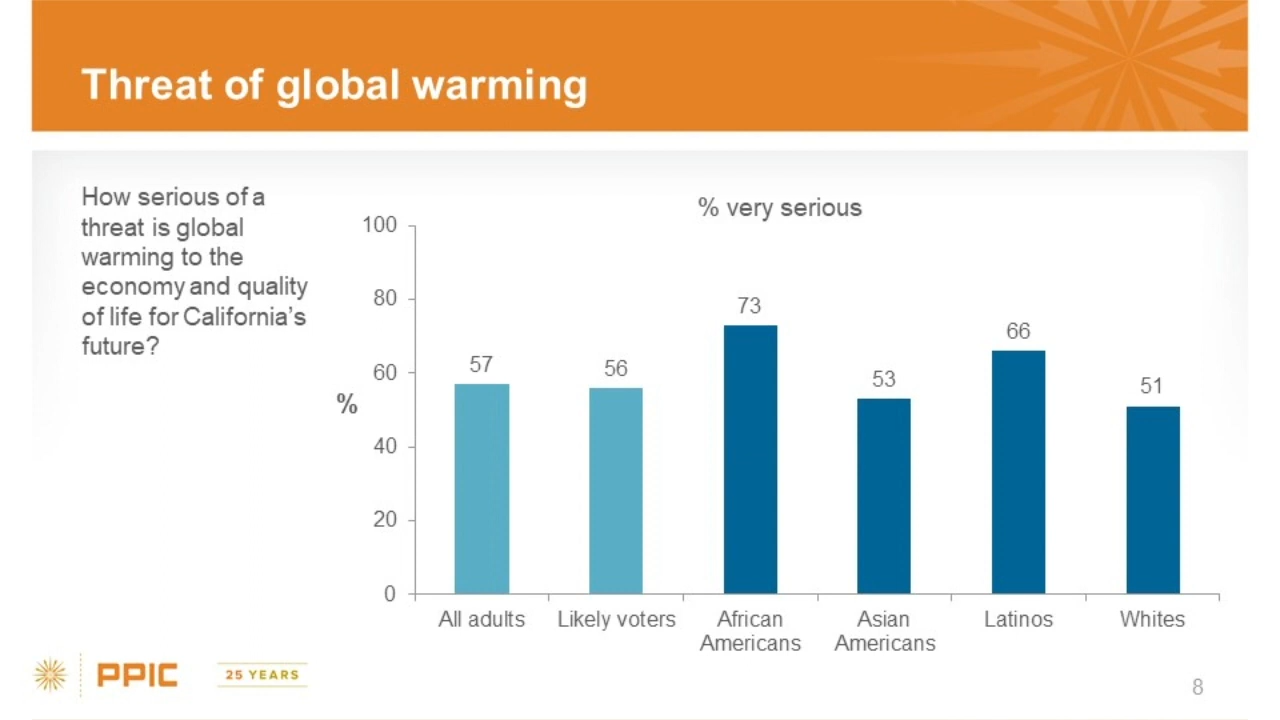 Threat of global warming
How serious of a
threat is global
warming to the
economy and quality
of life for California's
future?
% very serious
100
80
60
40
20
0
%
57
56
73
53
66
51
All adults
Likely voters
African
Americans
Asian
Americans
Latinos
Whites
PPIC
25 YEARS
8